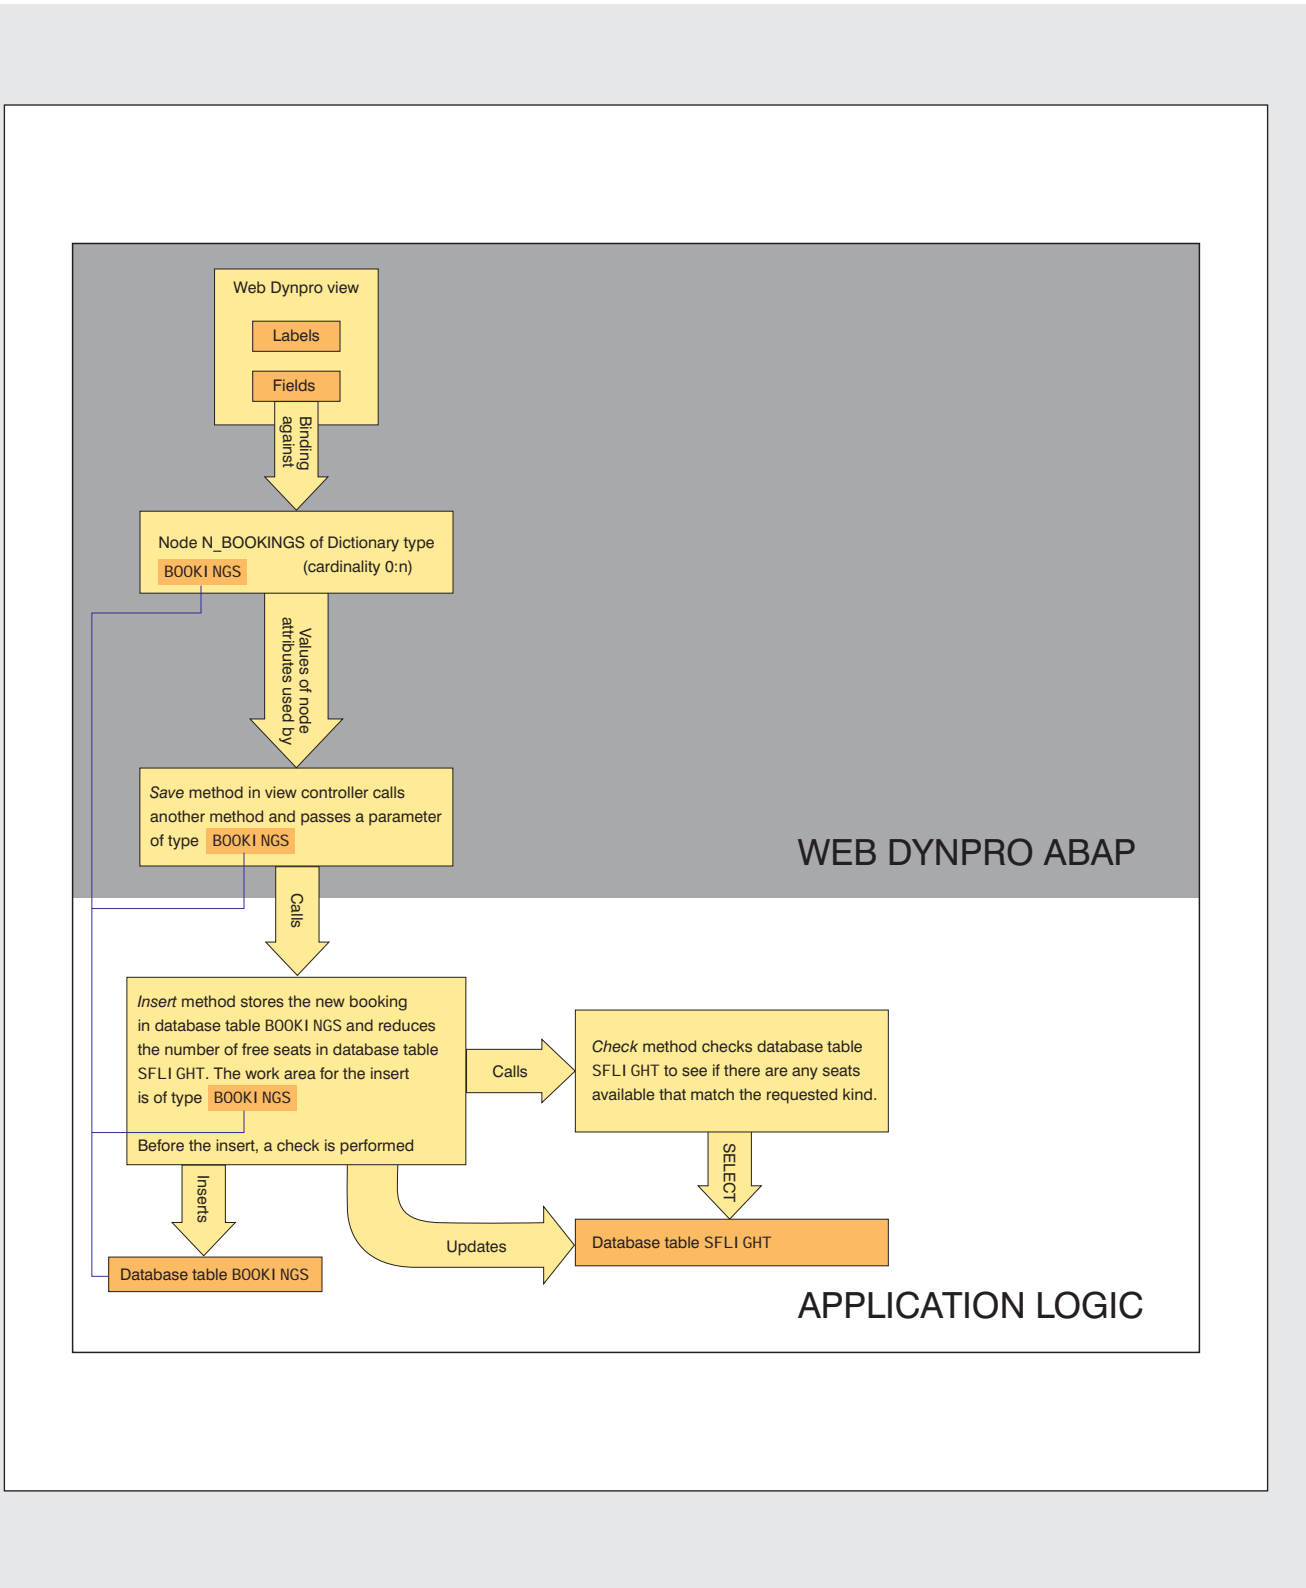 Web Dynpro view
Labels
Fields
Binding
against
Node N_BOOKINGS of Dictionary type
BOOKINGS (cardinality 0:n)
Values of node
attributes used by
Save method in view controller calls
another method and passes a parameter
of type BOOKINGS
WEB DYNPRO ABAP
Calls
Insert method stores the new booking
in database table BOOKINGS and reduces
the number of free seats in database table
SFLIGHT. The work area for the insert
is of type BOOKINGS
Before the insert, a check is performed
Calls
Check method checks database table
SFLIGHT to see if there are any seats
available that match the requested kind.
SELECT
Inserts
Updates
Database table SFLIGHT
Database table BOOKINGS
APPLICATION LOGIC